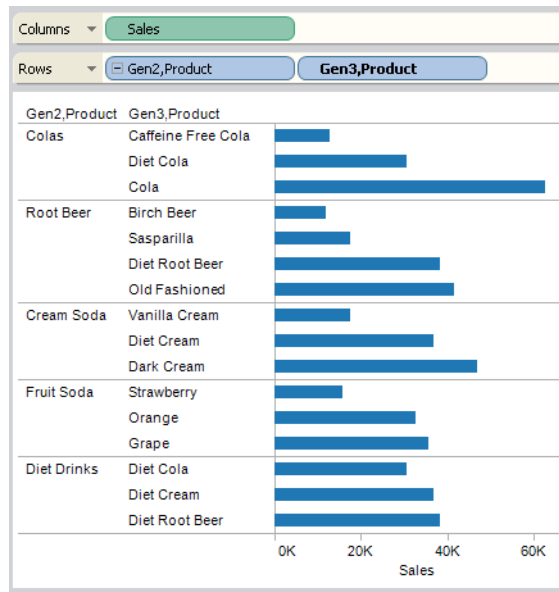 Columns Sales
Rows Gen2,Product Gen3,Product
Gen2,Product Gen3,Product
Colas Caffeine Free Cola
Diet Cola
Cola
Root Beer Birch Beer
Sasparilla
Diet Root Beer
Old Fashioned
Cream Soda Vanilla Cream
Diet Cream
Dark Cream
Fruit Soda Strawberry
Orange
Grape
Diet Drinks Diet Cola
Diet Cream
Diet Root Beer
0K 20K 40K 60K
Sales